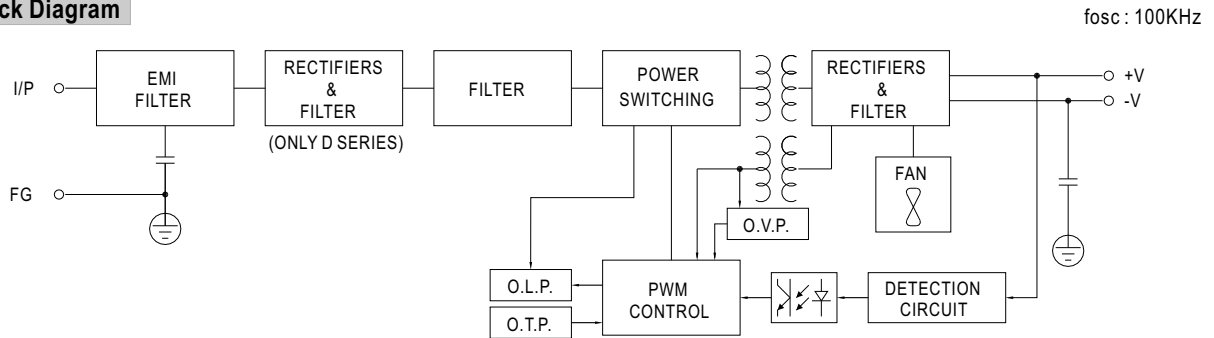 ck Diagram
fosc : 100KHz
I/P
EMI
FILTER
RECTIFIERS
&
FILTER
(ONLY D SERIES)
FILTER
POWER
SWITCHING
RECTIFIERS
&
FILTER
+V
-V
FG
FAN
O.V.P.
O.L.P.
O.T.P.
PWM
CONTROL
DETECTION
CIRCUIT